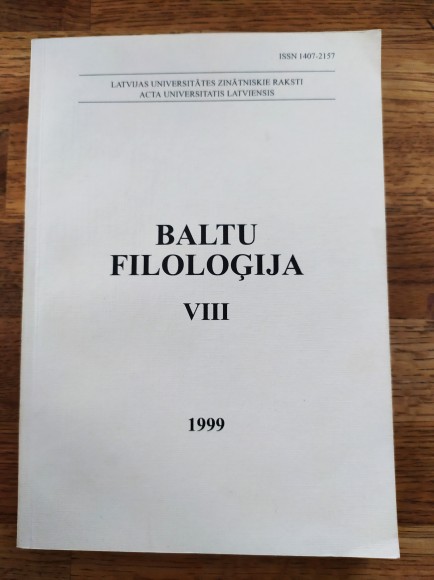 ISSN 1407-2157
LATVIJAS UNIVERSITĀTES ZINĀTNISKIE RAKSTI
ACTA UNIVERSITATIS LATVIENSIS
BALTU
FILOLOĢIJA
VIII
1999